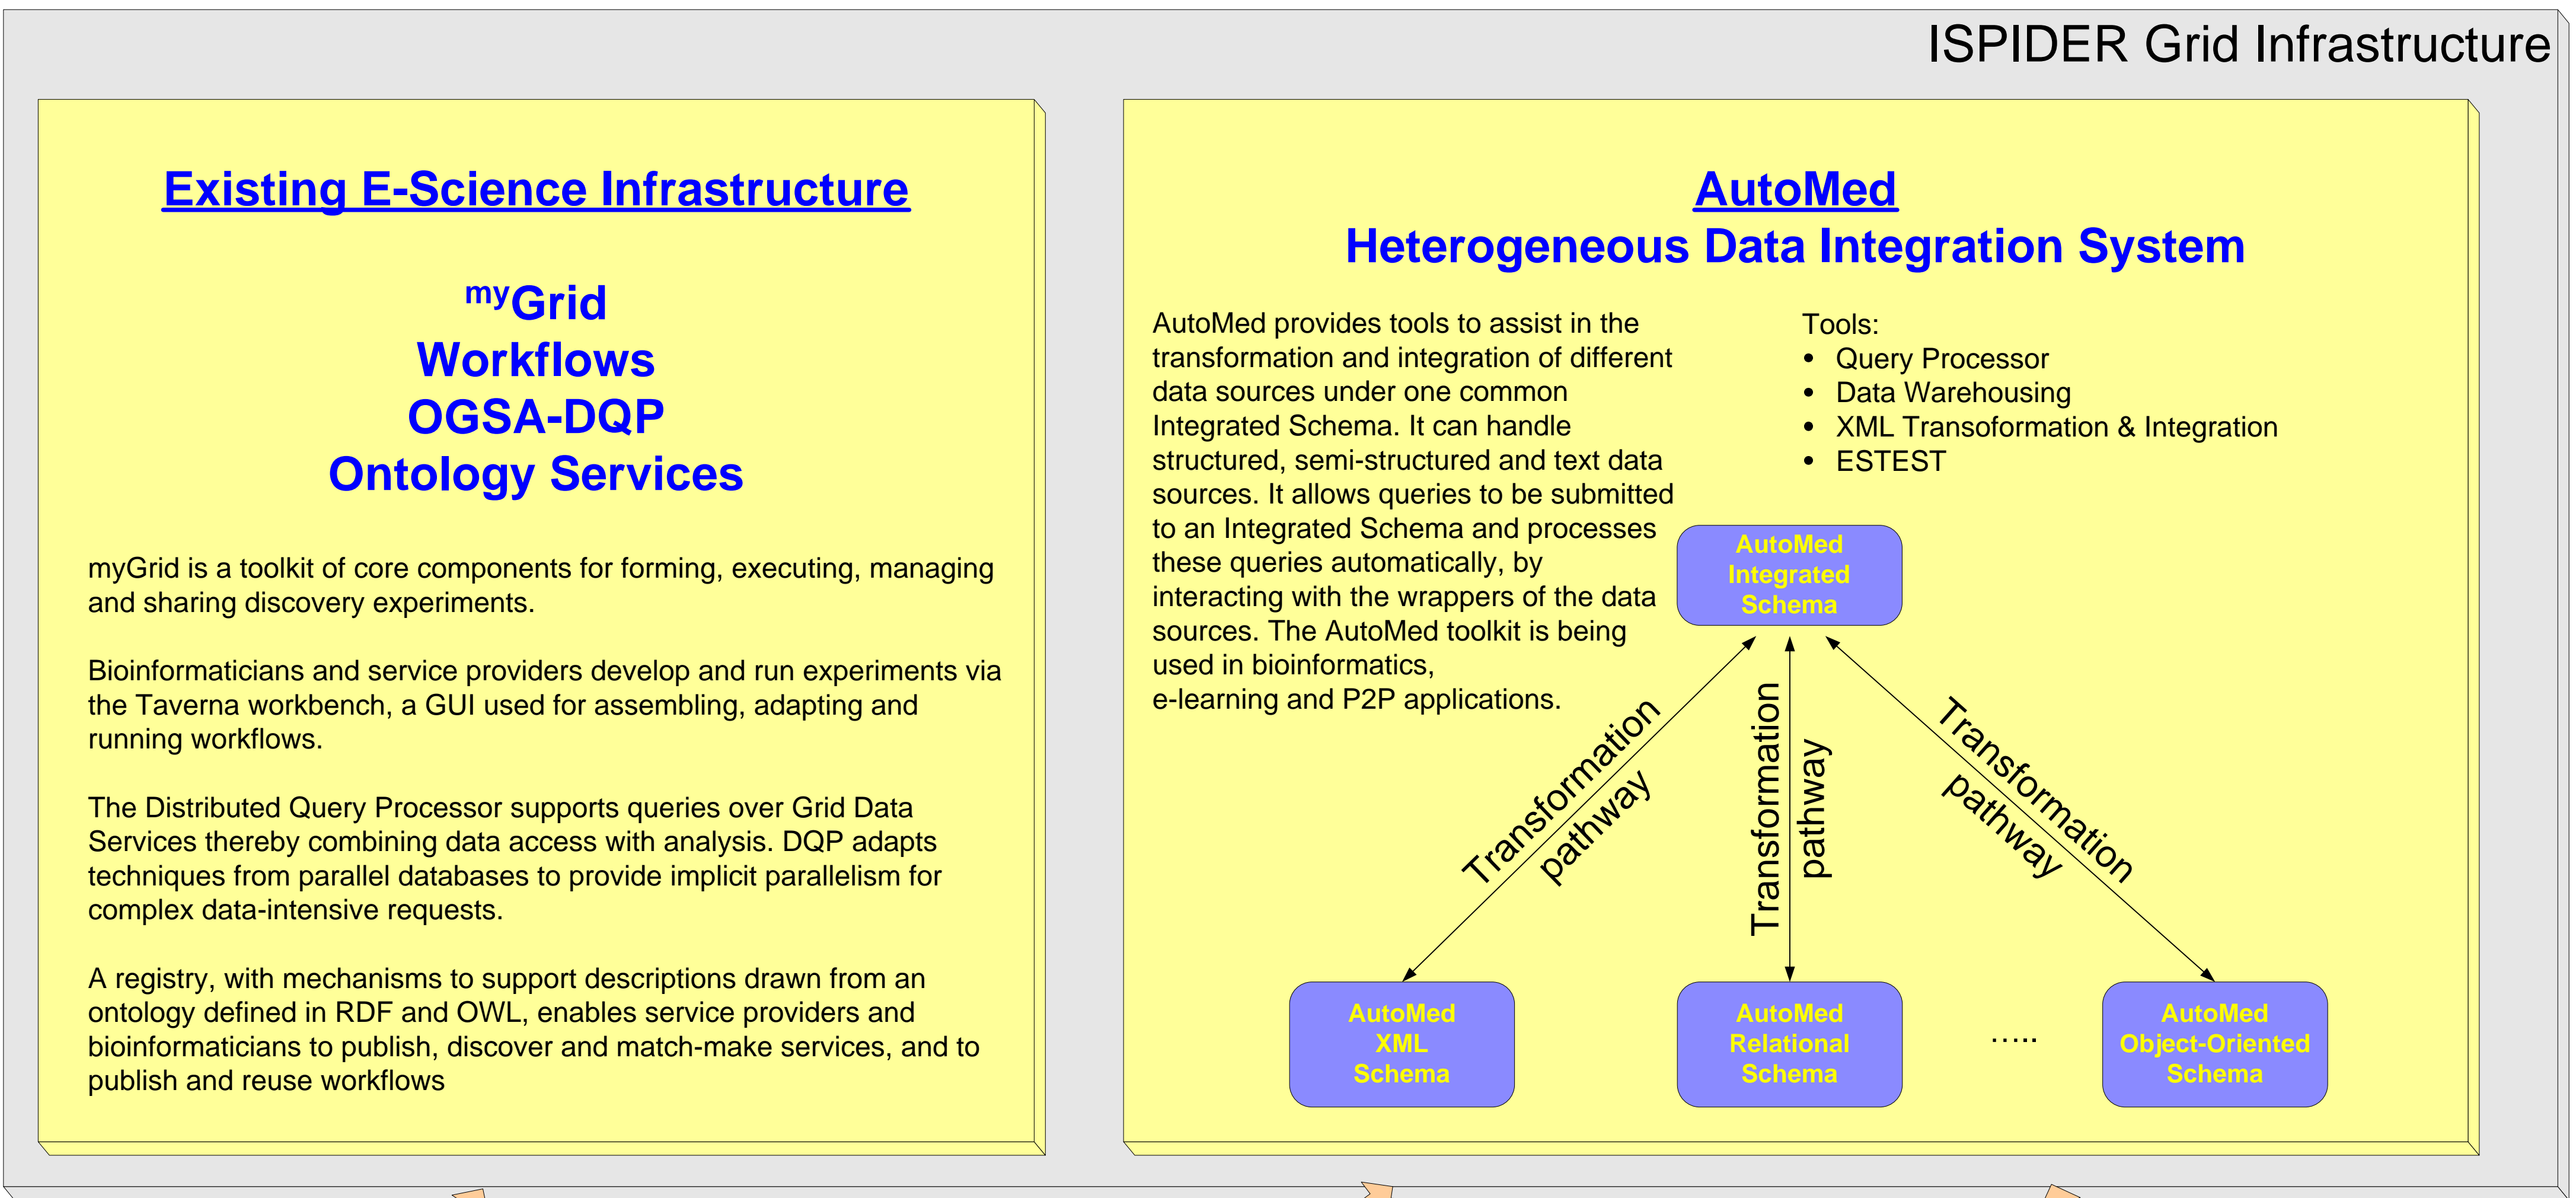 ISPIDER Grid Infrastructure
Existing E-Science Infrastructure
myGrid
Workflows
OGSA-DQP
Ontology Services
myGrid is a toolkit of core components for forming, executing, managing
and sharing discovery experiments.
Bioinformaticians and service providers develop and run experiments via
the Taverna workbench, a GUI used for assembling, adapting and
running workflows.
The Distributed Query Processor supports queries over Grid Data
Services thereby combining data access with analysis. DQP adapts
techniques from parallel databases to provide implicit parallelism for
complex data-intensive requests.
A registry, with mechanisms to support descriptions drawn from an
ontology defined in RDF and OWL, enables service providers and
bioinformaticians to publish, discover and match-make services, and to
publish and reuse workflows
AutoMed
Heterogeneous Data Integration System
AutoMed provides tools to assist in the
transformation and integration of different
data sources under one common
Integrated Schema. It can handle
structured, semi-structured and text data
sources. It allows queries to be submitted
to an Integrated Schema and processes
these queries automatically, by
interacting with the wrappers of the data
sources. The AutoMed toolkit is being
used in bioinformatics,
e-learning and P2P applications.
Tools:
• Query Processor
• Data Warehousing
• XML Transoformation & Integration
• ESTEST
AutoMed
Integrated
Schema
Transformation
pathway
Transformation
pathway
Transformation
pathway
AutoMed
XML
Schema
AutoMed
Relational
Schema
.....
AutoMed
Object-Oriented
Schema